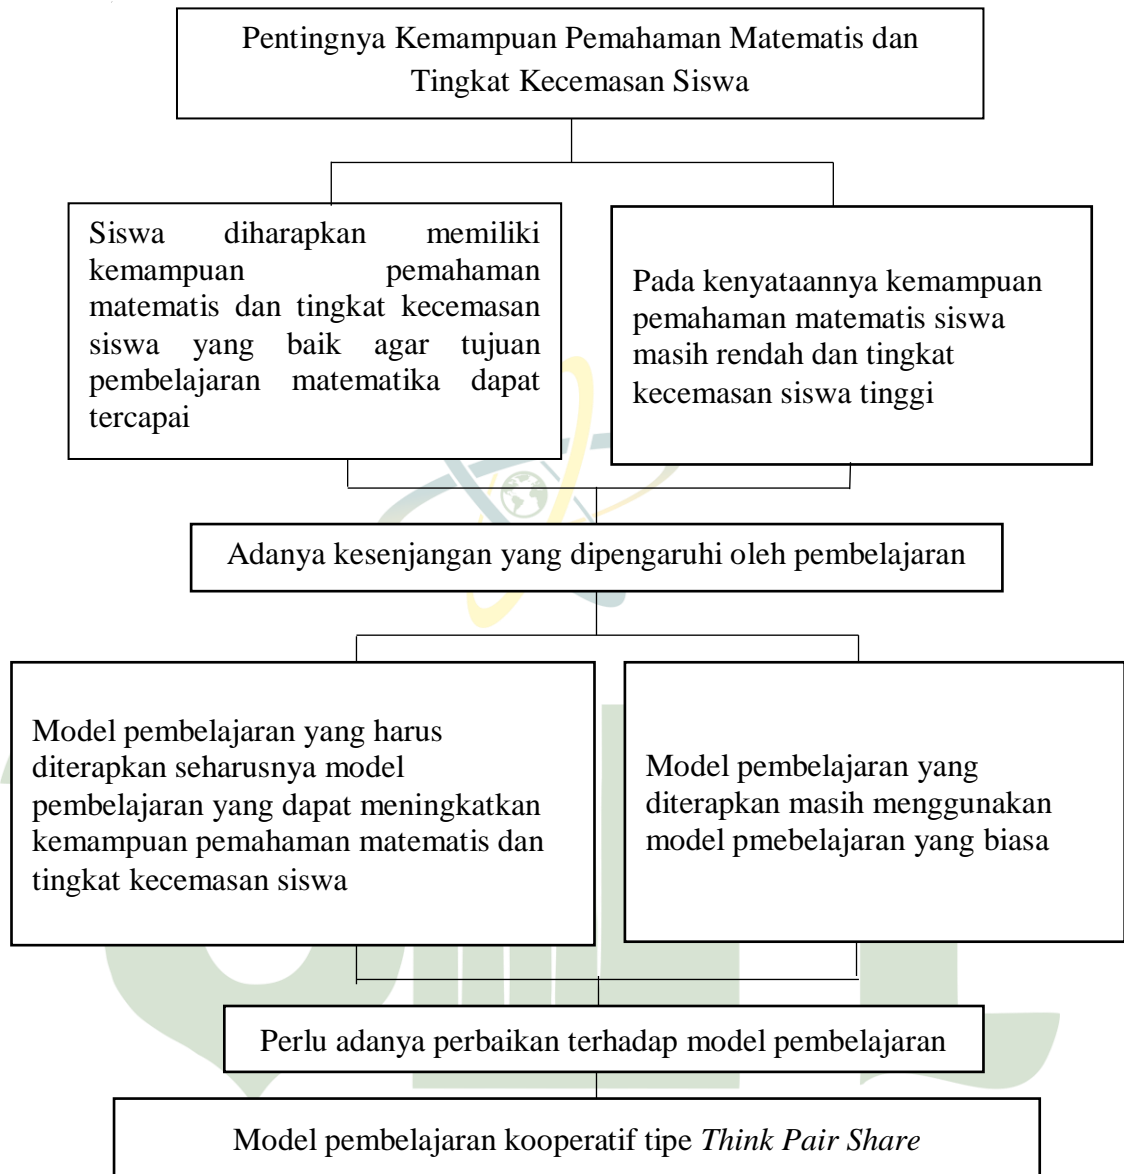 Pentingnya Kemampuan Pemahaman Matematis dan
Tingkat Kecemasan Siswa
Siswa diharapkan memiliki
kemampuan pemahaman
matematis dan tingkat kecemasan
siswa yang baik agar tujuan
pembelajaran matematika dapat
tercapai
Pada kenyataannya kemampuan
pemahaman matematis siswa
masih rendah dan tingkat
kecemasan siswa tinggi
Adanya kesenjangan yang dipengaruhi oleh pembelajaran
Model pembelajaran yang harus
diterapkan seharusnya model
pembelajaran yang dapat meningkatkan
kemampuan pemahaman matematis dan
tingkat kecemasan siswa
Model pembelajaran yang
diterapkan masih menggunakan
model pmebelajaran yang biasa
Perlu adanya perbaikan terhadap model pembelajaran
Model pembelajaran kooperatif tipe Think Pair Share